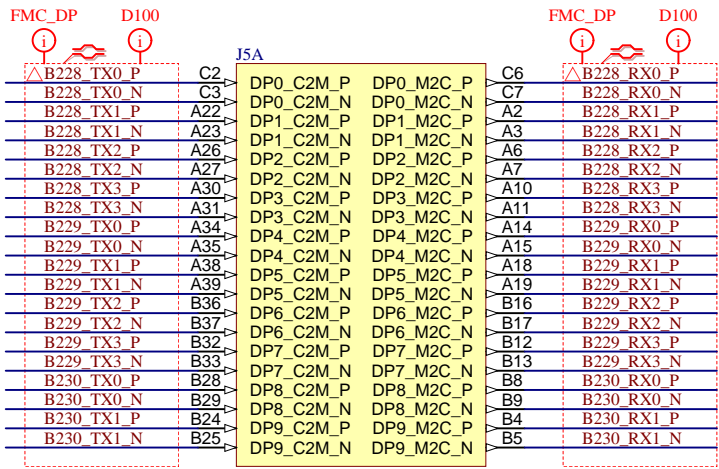 FMC_DP D100 FMC_DP D100
i i i i
J5A
B228_TX0_P C2 DP0_C2M_P DP0_M2C_P C6 B228_RX0_P
B228_TX0_N C3 DP0_C2M_N DP0_M2C_N C7 B228_RX0_N
B228_TX1_P A22 DP1_C2M_P DP1_M2C_P A2 B228_RX1_P
B228_TX1_N A23 DP1_C2M_N DP1_M2C_N A3 B228_RX1_N
B228_TX2_P A26 DP2_C2M_P DP2_M2C_P A6 B228_RX2_P
B228_TX2_N A27 DP2_C2M_N DP2_M2C_N A7 B228_RX2_N
B228_TX3_P A30 DP3_C2M_P DP3_M2C_P A10 B228_RX3_P
B228_TX3_N A31 DP3_C2M_N DP3_M2C_N A11 B228_RX3_N
B229_TX0_P A34 DP4_C2M_P DP4_M2C_P A14 B229_RX0_P
B229_TX0_N A35 DP4_C2M_N DP4_M2C_N A15 B229_RX0_N
B229_TX1_P A38 DP5_C2M_P DP5_M2C_P A18 B229_RX1_P
B229_TX1_N A39 DP5_C2M_N DP5_M2C_N A19 B229_RX1_N
B229_TX2_P B36 DP6_C2M_P DP6_M2C_P B16 B229_RX2_P
B229_TX2_N B37 DP6_C2M_N DP6_M2C_N B17 B229_RX2_N
B229_TX3_P B32 DP7_C2M_P DP7_M2C_P B12 B229_RX3_P
B229_TX3_N B33 DP7_C2M_N DP7_M2C_N B13 B229_RX3_N
B230_TX0_P B28 DP8_C2M_P DP8_M2C_P B8 B230_RX0_P
B230_TX0_N B29 DP8_C2M_N DP8_M2C_N B9 B230_RX0_N
B230_TX1_P B24 DP9_C2M_P DP9_M2C_P B4 B230_RX1_P
B230_TX1_N B25 DP9_C2M_N DP9_M2C_N B5 B230_RX1_N